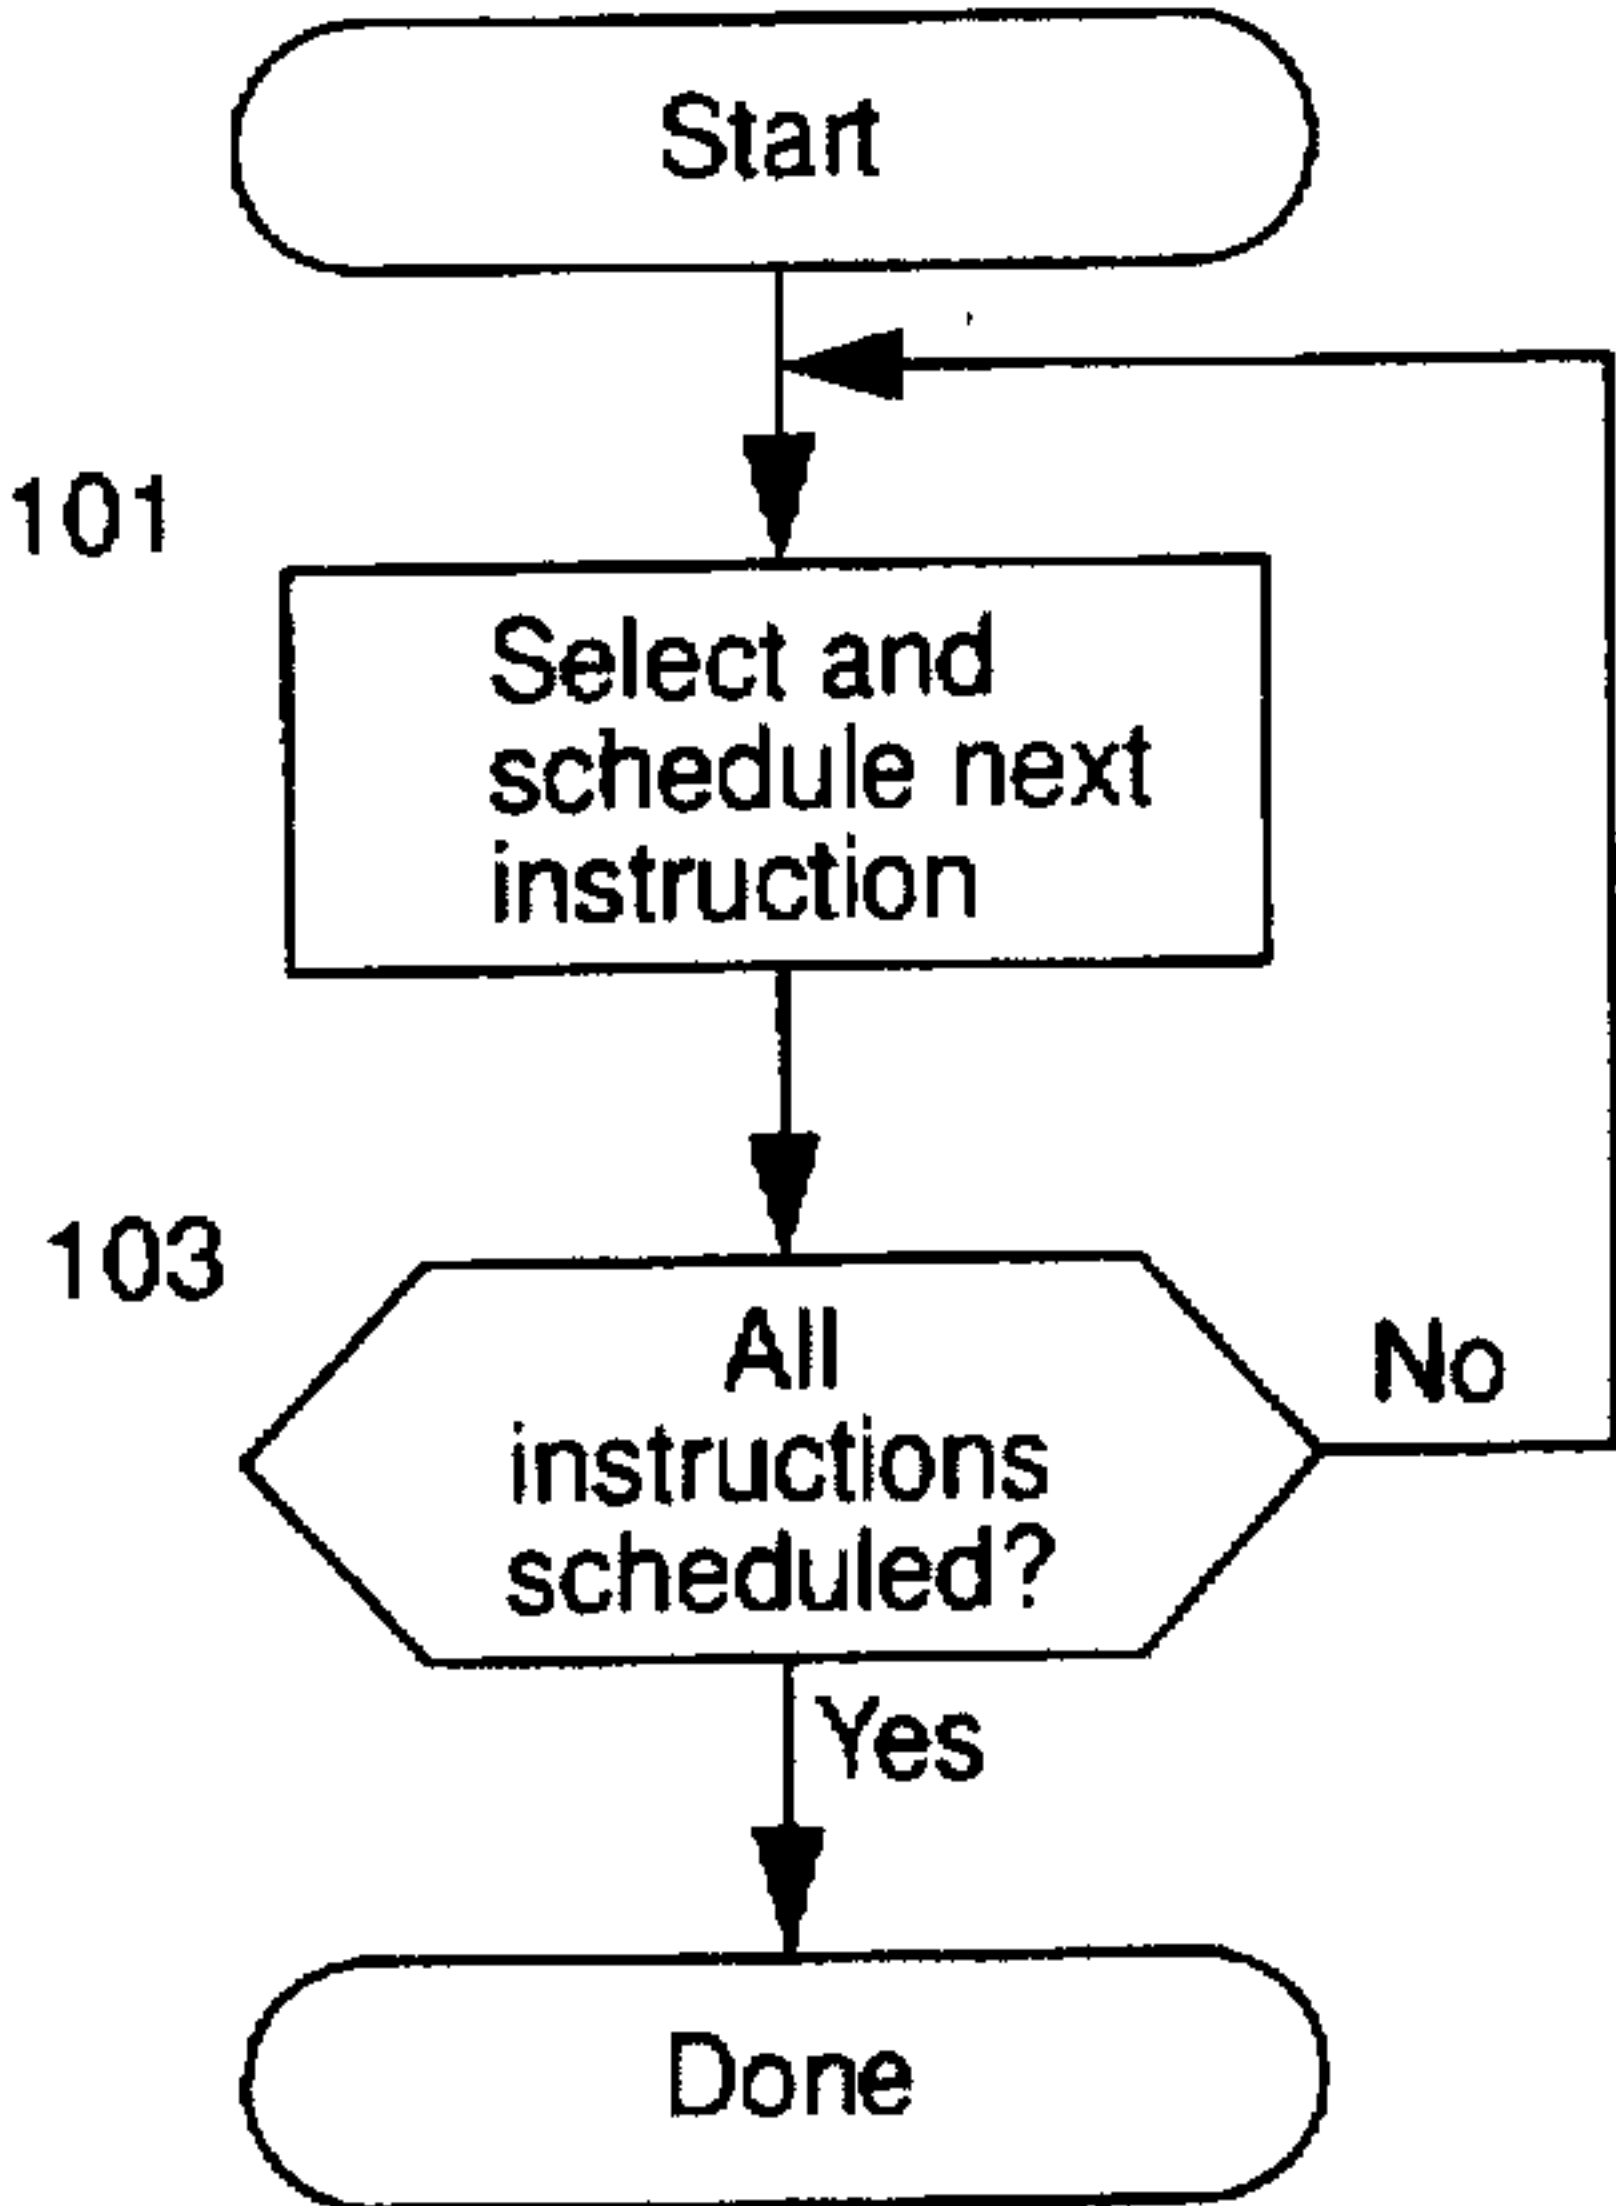 Start
101
Select and
schedule next
instruction
103
All
instructions
scheduled?
No
Yes
Done